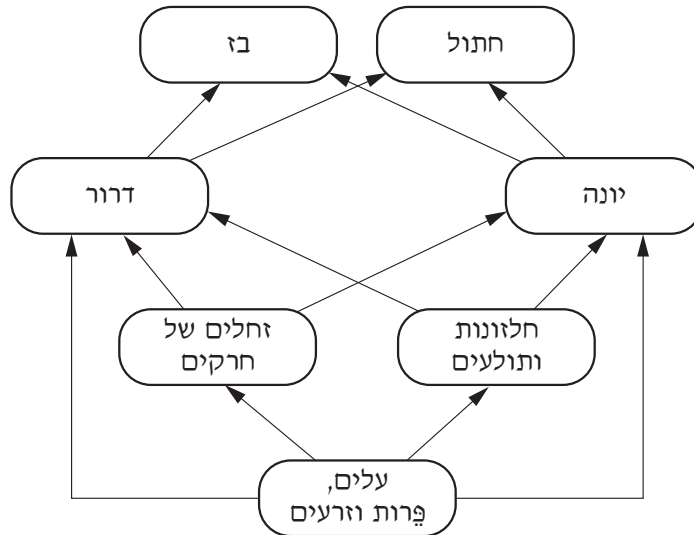 חתול
בז
יונה
דרור
חלזונות
ותולעים
זחלים של
חרקים
עלים,
פֵּרות וזרעים